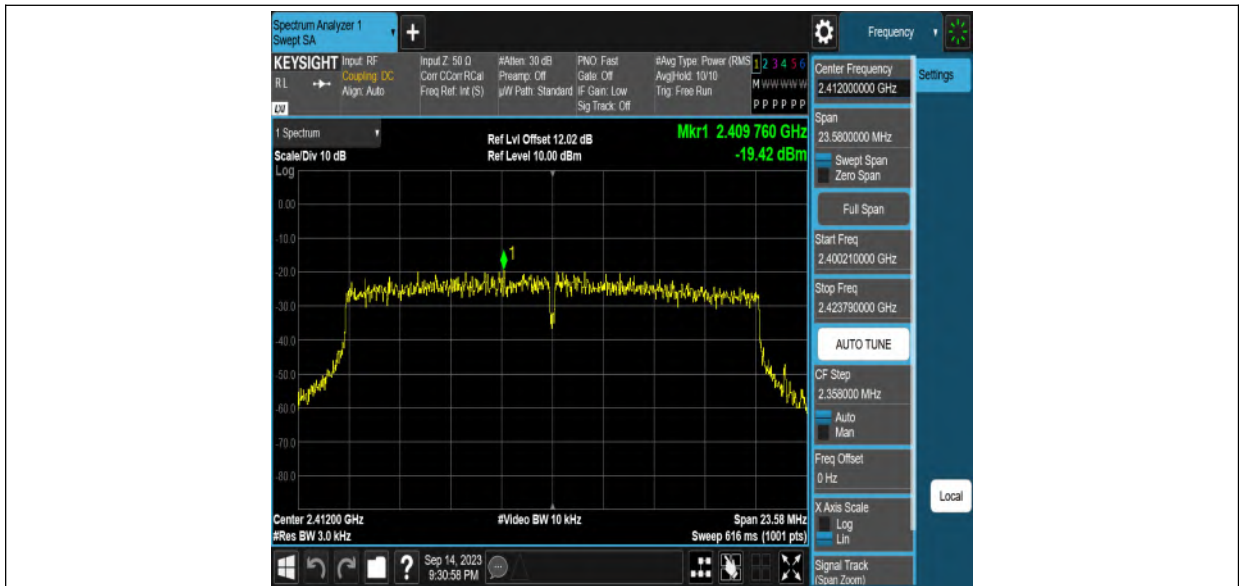 Spectrum Analyzer 1
Swept SA
+
Frequency
KEYSIGHT
RL
Input: RF
Coupling: DC
Align: Auto
Input Z: 50 Ω
Corr CCorr RCal
Freq Ref: Int (S)
#Atten: 30 dB
Preamp: Off
µW Path: Standard
PNO: Fast
Gate: Off
IF Gain: Low
Sig Track: Off
#Avg Type: Power (RMS
Avg|Hold: 10/10
Trig: Free Run
1 2 3 4 5 6
M W W W W W
P P P P P P
LXI
1 Spectrum
Scale/Div 10 dB
Log
Ref Lvl Offset 12.02 dB
Ref Level 10.00 dBm
Mkr1 2.409 760 GHz
-19.42 dBm
0.00
-10.0
-20.0
-30.0
-40.0
-50.0
-60.0
-70.0
-80.0
1
Center 2.41200 GHz
#Res BW 3.0 kHz
#Video BW 10 kHz
Span 23.58 MHz
Sweep 616 ms (1001 pts)
?
Sep 14, 2023
9:30:58 PM
Center Frequency
2.412000000 GHz
Settings
Span
23.5800000 MHz
Swept Span
Zero Span
Full Span
Start Freq
2.400210000 GHz
Stop Freq
2.423790000 GHz
AUTO TUNE
CF Step
2.358000 MHz
Auto
Man
Freq Offset
0 Hz
X Axis Scale
Log
Lin
Local
Signal Track
(Span Zoom)